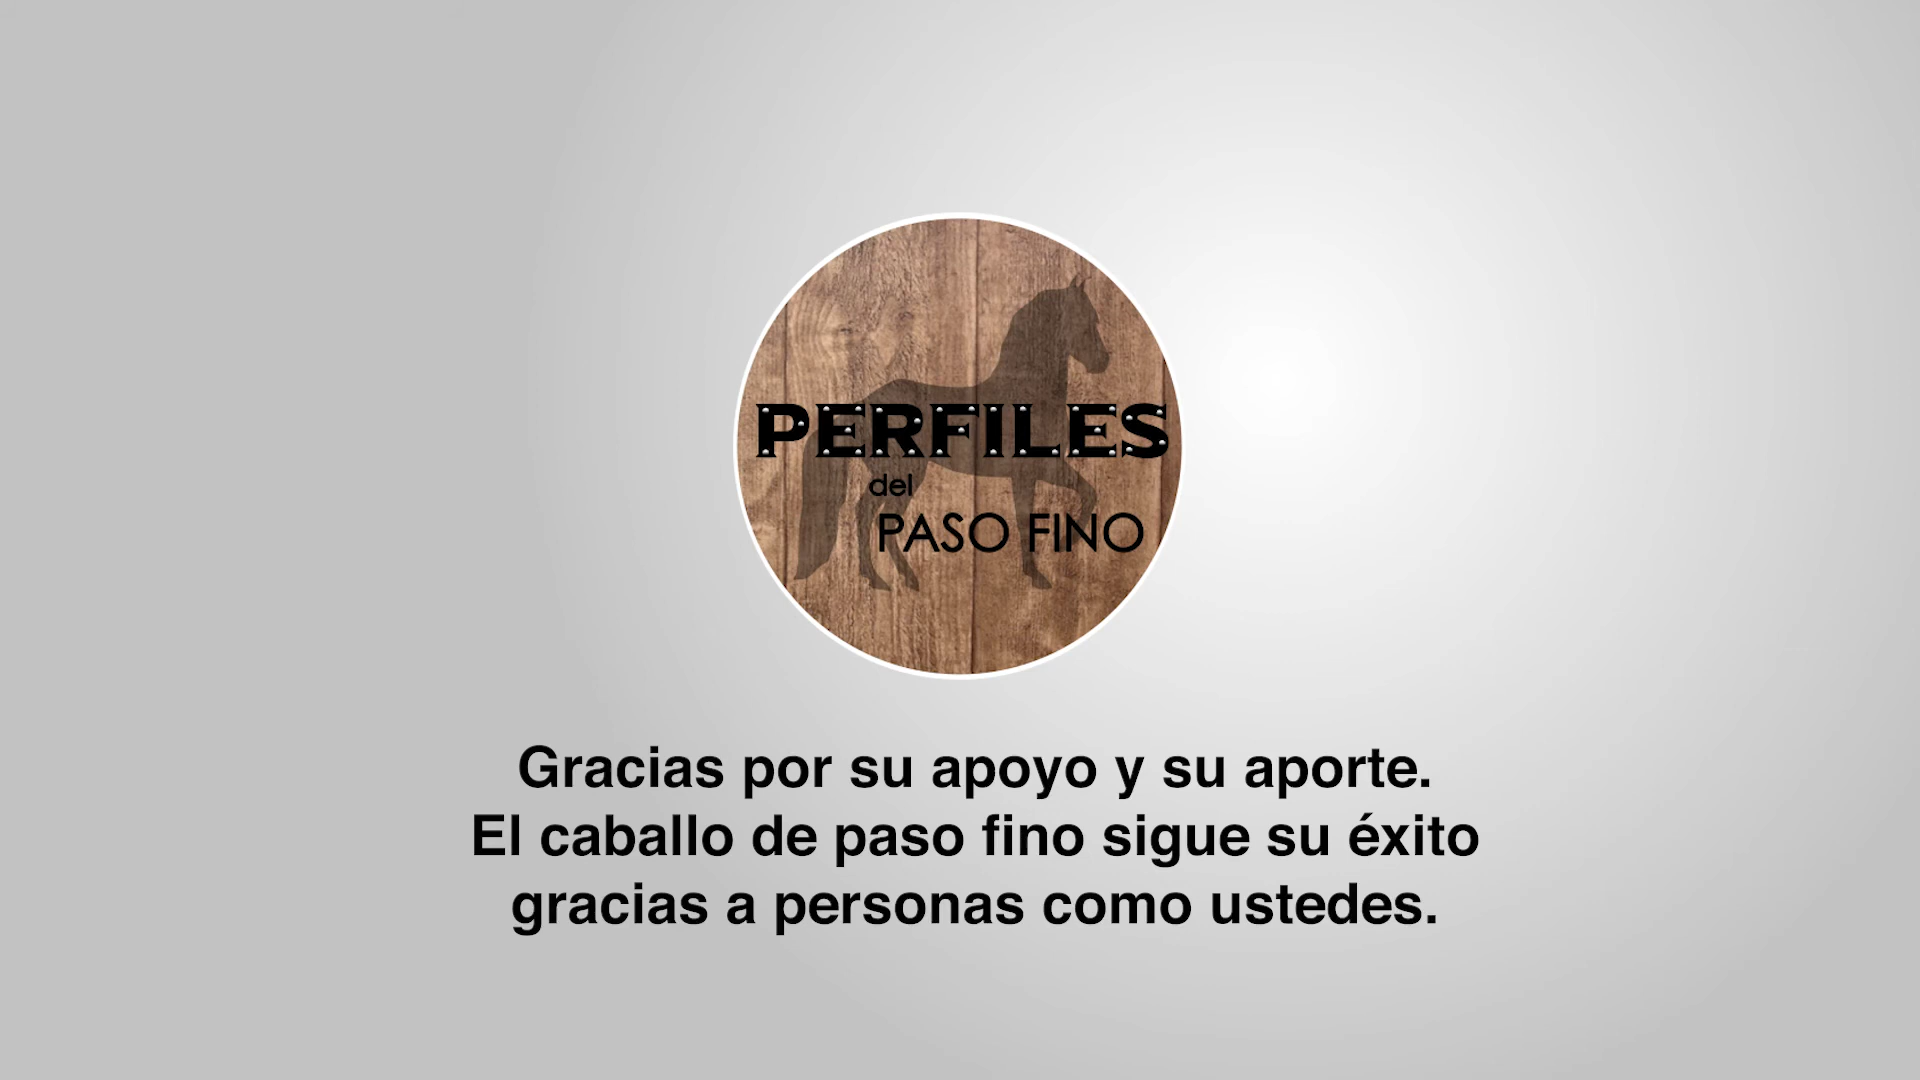 PERFILES
del
PASO FINO
Gracias por su apoyo y su aporte.
El caballo de paso fino sigue su éxito
gracias a personas como ustedes.